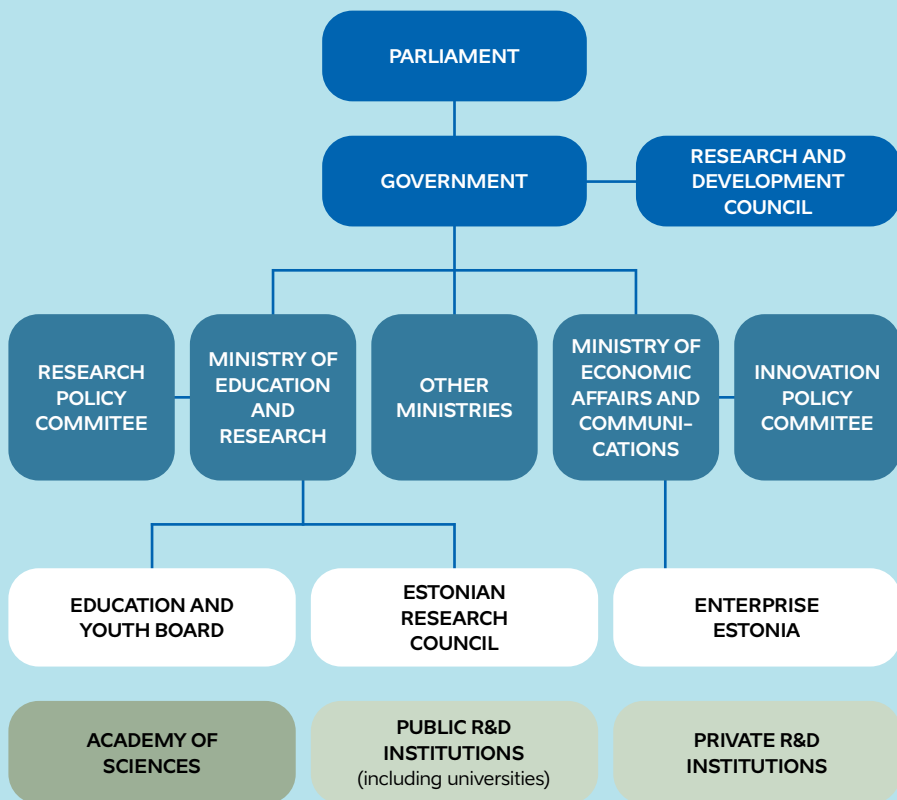 PARLIAMENT
GOVERNMENT
RESEARCH AND
DEVELOPMENT
COUNCIL
RESEARCH
POLICY
COMMITEE
MINISTRY OF
EDUCATION
AND
RESEARCH
OTHER
MINISTRIES
MINISTRY OF
ECONOMIC
AFFAIRS AND
COMMUNI-
CATIONS
INNOVATION
POLICY
COMMITEE
EDUCATION AND
YOUTH BOARD
ESTONIAN
RESEARCH
COUNCIL
ENTERPRISE
ESTONIA
ACADEMY OF
SCIENCES
PUBLIC R&D
INSTITUTIONS
(including universities)
PRIVATE R&D
INSTITUTIONS